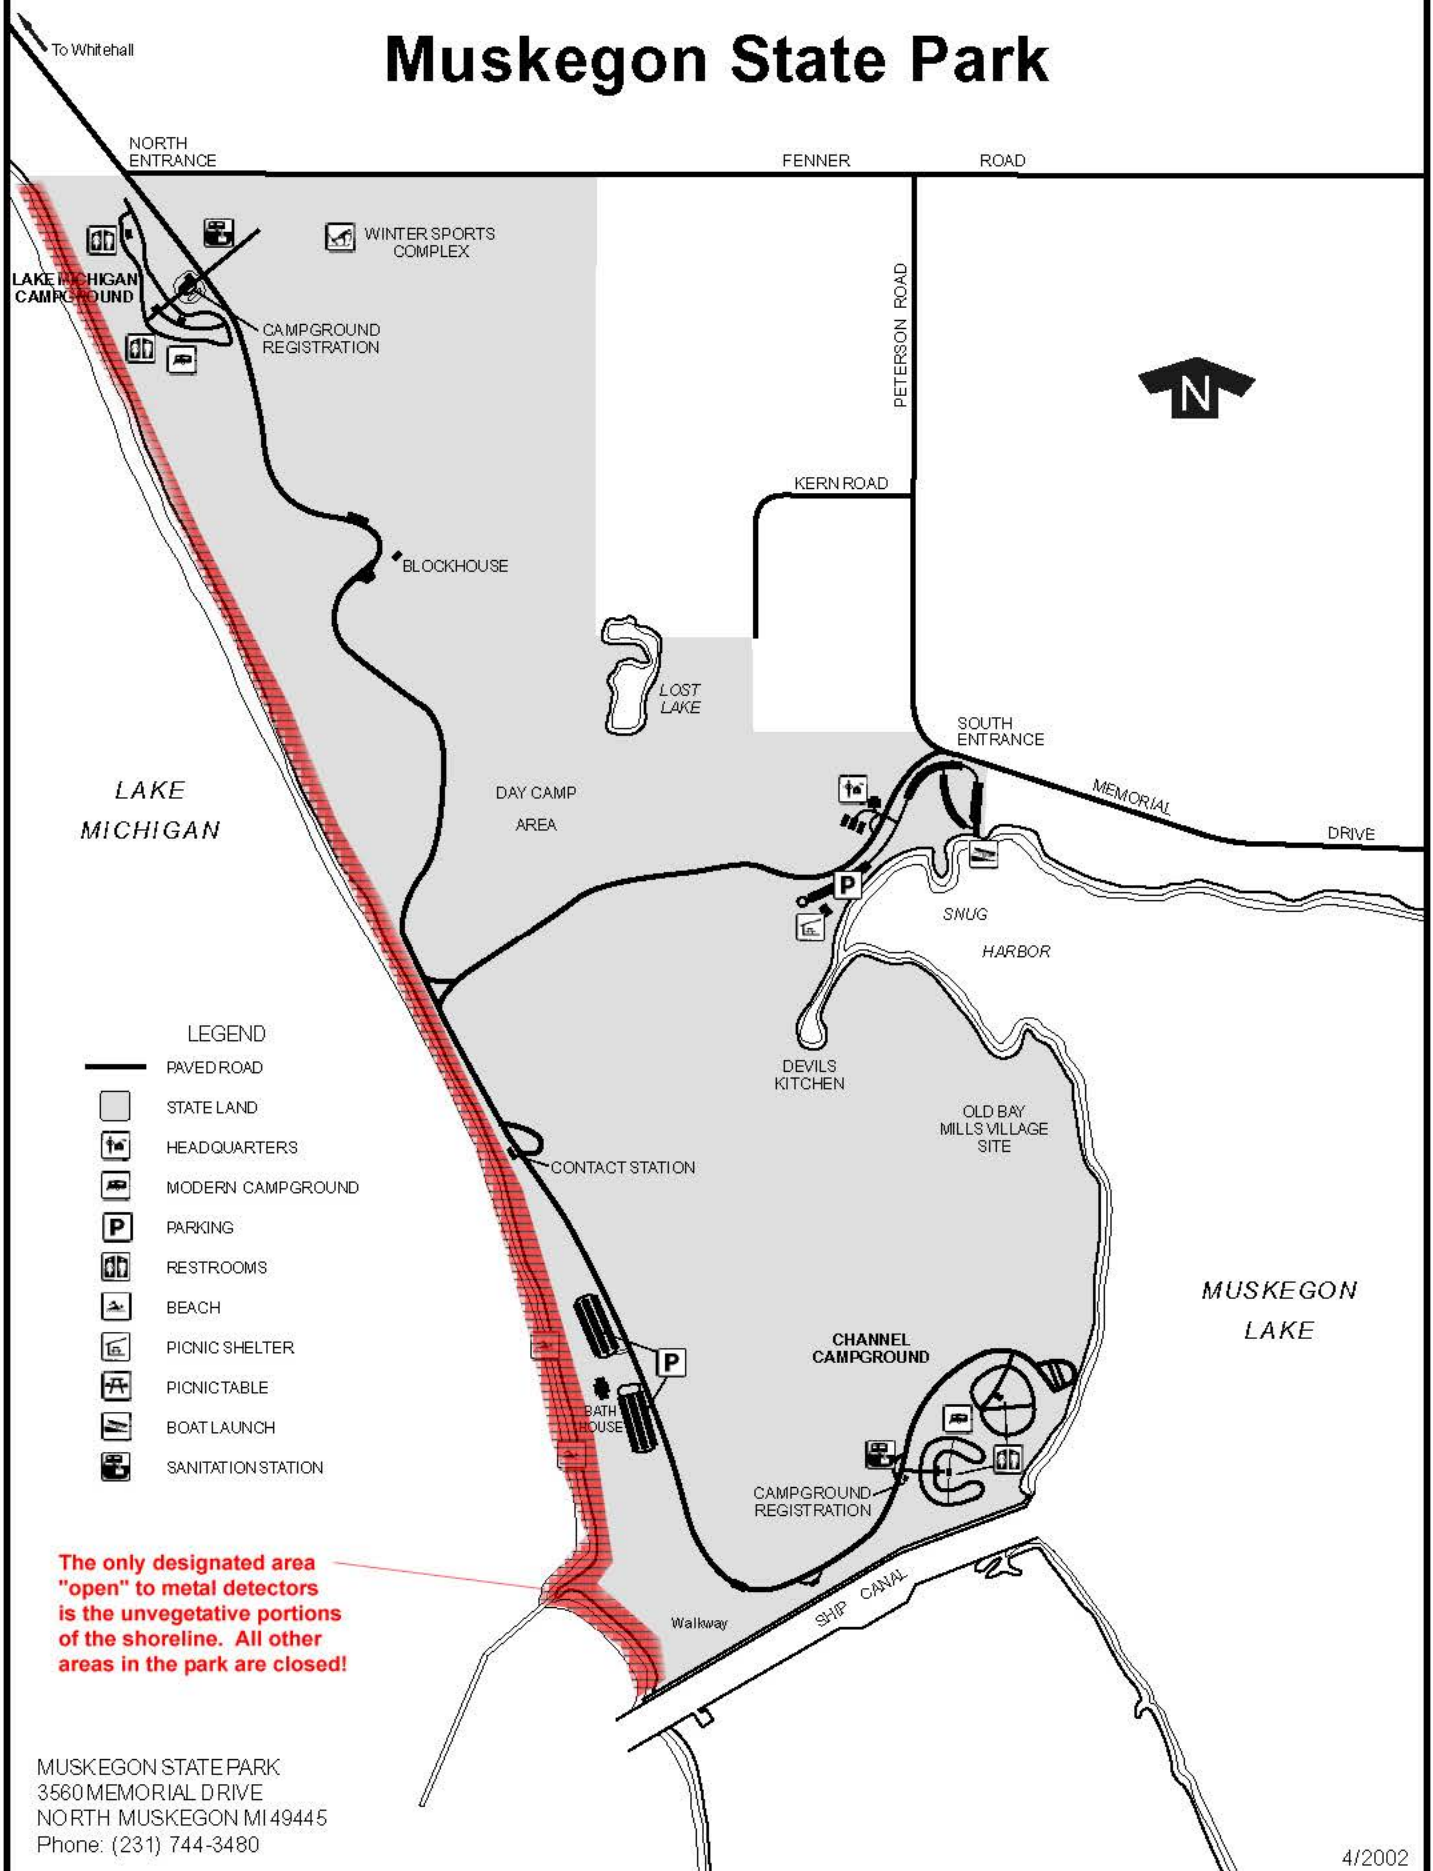 Muskegon State Park
To Whitehall
NORTH
ENTRANCE
FENNER
ROAD
WINTER SPORTS
COMPLEX
LAKE MICHIGAN
CAMPGROUND
CAMPGROUND
REGISTRATION
PETERSON ROAD
N
KERN ROAD
BLOCKHOUSE
LOST
LAKE
SOUTH
ENTRANCE
MEMORIAL
DRIVE
LAKE
MICHIGAN
DAY CAMP
AREA
P
SNUG
HARBOR
DEVILS
KITCHEN
OLD BAY
MILLS VILLAGE
SITE
CONTACT STATION
LEGEND
PAVED ROAD
STATE LAND
HEADQUARTERS
MODERN CAMPGROUND
P
PARKING
RESTROOMS
BEACH
PICNIC SHELTER
PICNIC TABLE
BOAT LAUNCH
SANITATION STATION
MUSKEGON
LAKE
CHANNEL
CAMPGROUND
P
BATH
HOUSE
CAMPGROUND
REGISTRATION
SHIP CANAL
Walkway
The only designated area
"open" to metal detectors
is the unvegetative portions
of the shoreline. All other
areas in the park are closed!
MUSKEGON STATE PARK
3560 MEMORIAL DRIVE
NORTH MUSKEGON MI 49445
Phone: (231) 744-3480
4/2002